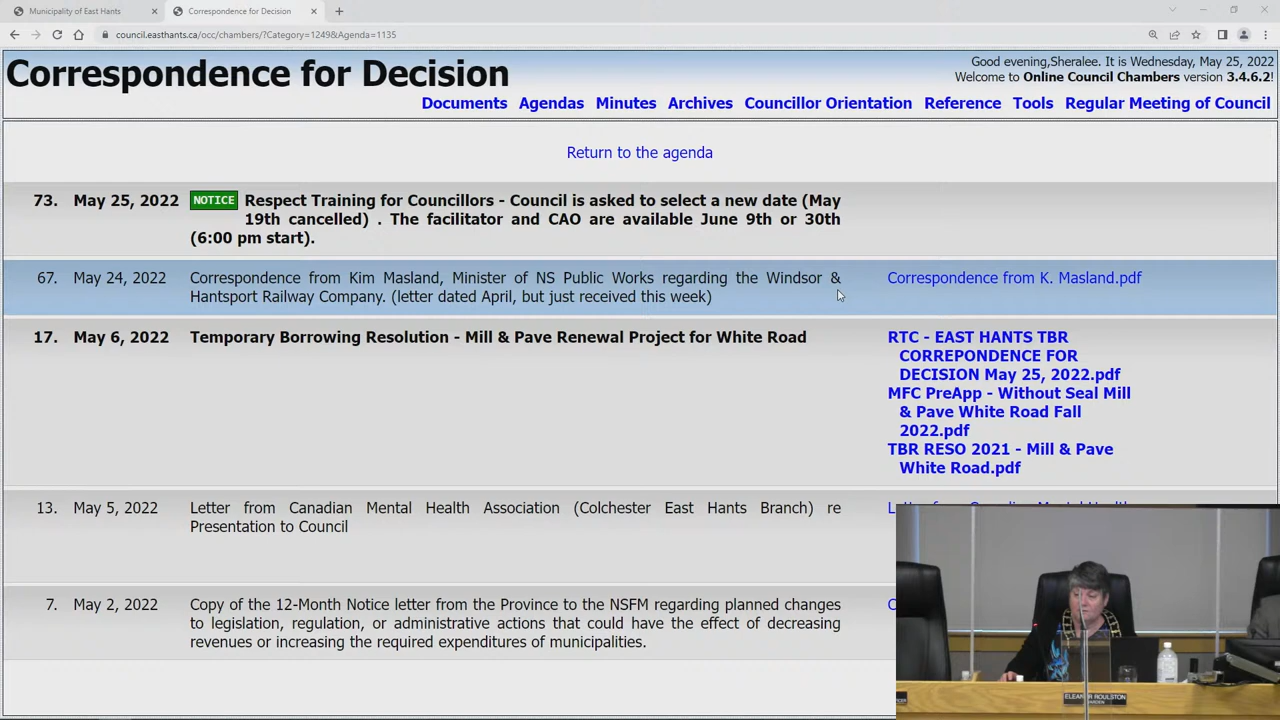 Municipality of East Hants
Correspondence for Decision
council.easthants.ca/occ/chambers/?Category=1249&Agenda=1135
Correspondence for Decision
Good evening,Sheralee. It is Wednesday, May 25, 2022
Welcome to Online Council Chambers version 3.4.6.2!
Documents Agendas Minutes Archives Councillor Orientation Reference Tools Regular Meeting of Council
Return to the agenda
73. May 25, 2022 NOTICE Respect Training for Councillors - Council is asked to select a new date (May
19th cancelled) . The facilitator and CAO are available June 9th or 30th
(6:00 pm start).
67. May 24, 2022 Correspondence from Kim Masland, Minister of NS Public Works regarding the Windsor & Correspondence from K. Masland.pdf
Hantsport Railway Company. (letter dated April, but just received this week)
17. May 6, 2022 Temporary Borrowing Resolution - Mill & Pave Renewal Project for White Road RTC - EAST HANTS TBR
CORREPONDENCE FOR
DECISION May 25, 2022.pdf
MFC PreApp - Without Seal Mill
& Pave White Road Fall
2022.pdf
TBR RESO 2021 - Mill & Pave
White Road.pdf
13. May 5, 2022 Letter from Canadian Mental Health Association (Colchester East Hants Branch) re
Presentation to Council
7. May 2, 2022 Copy of the 12-Month Notice letter from the Province to the NSFM regarding planned changes
to legislation, regulation, or administrative actions that could have the effect of decreasing
revenues or increasing the required expenditures of municipalities.
ELEANOR ROULSTON
WARDEN